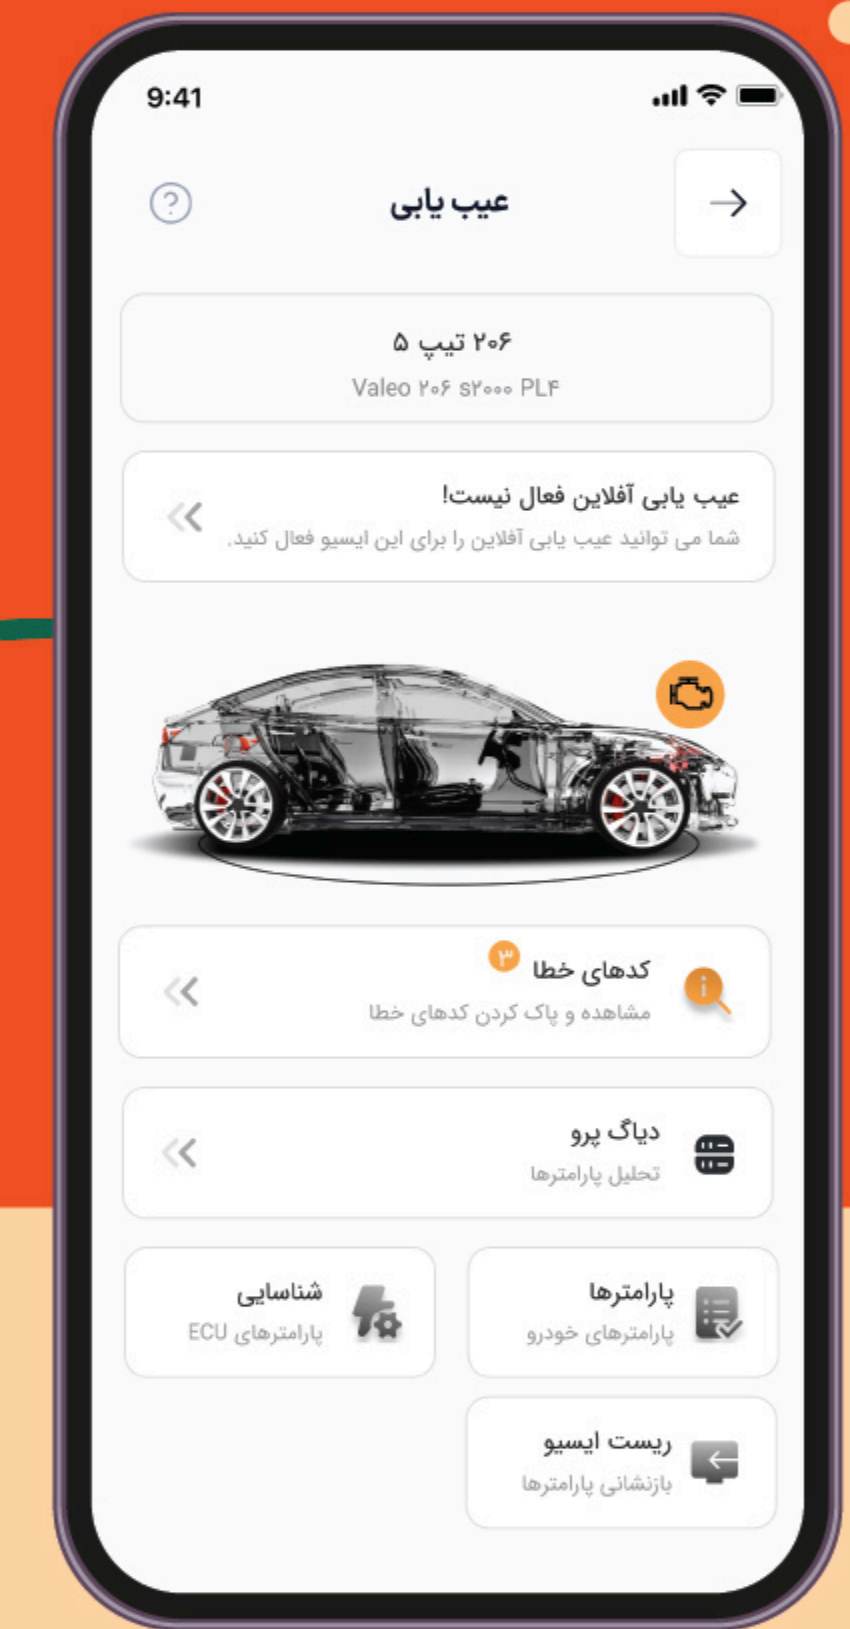 9:41
عیب یابی
۲۰۶ تیپ ۵
Valeo ۲۰۶ s۲۰۰۰ PL۴
عیب یابی آفلاین فعال نیست!
شما می توانید عیب یابی آفلاین را برای این ایسیو فعال کنید.
کدهای خطا ۳
مشاهده و پاک کردن کدهای خطا
دیاگ پرو
تحلیل پارامترها
پارامترها
پارامترهای خودرو
شناسایی
پارامترهای ECU
ریست ایسیو
بازنشانی پارامترها